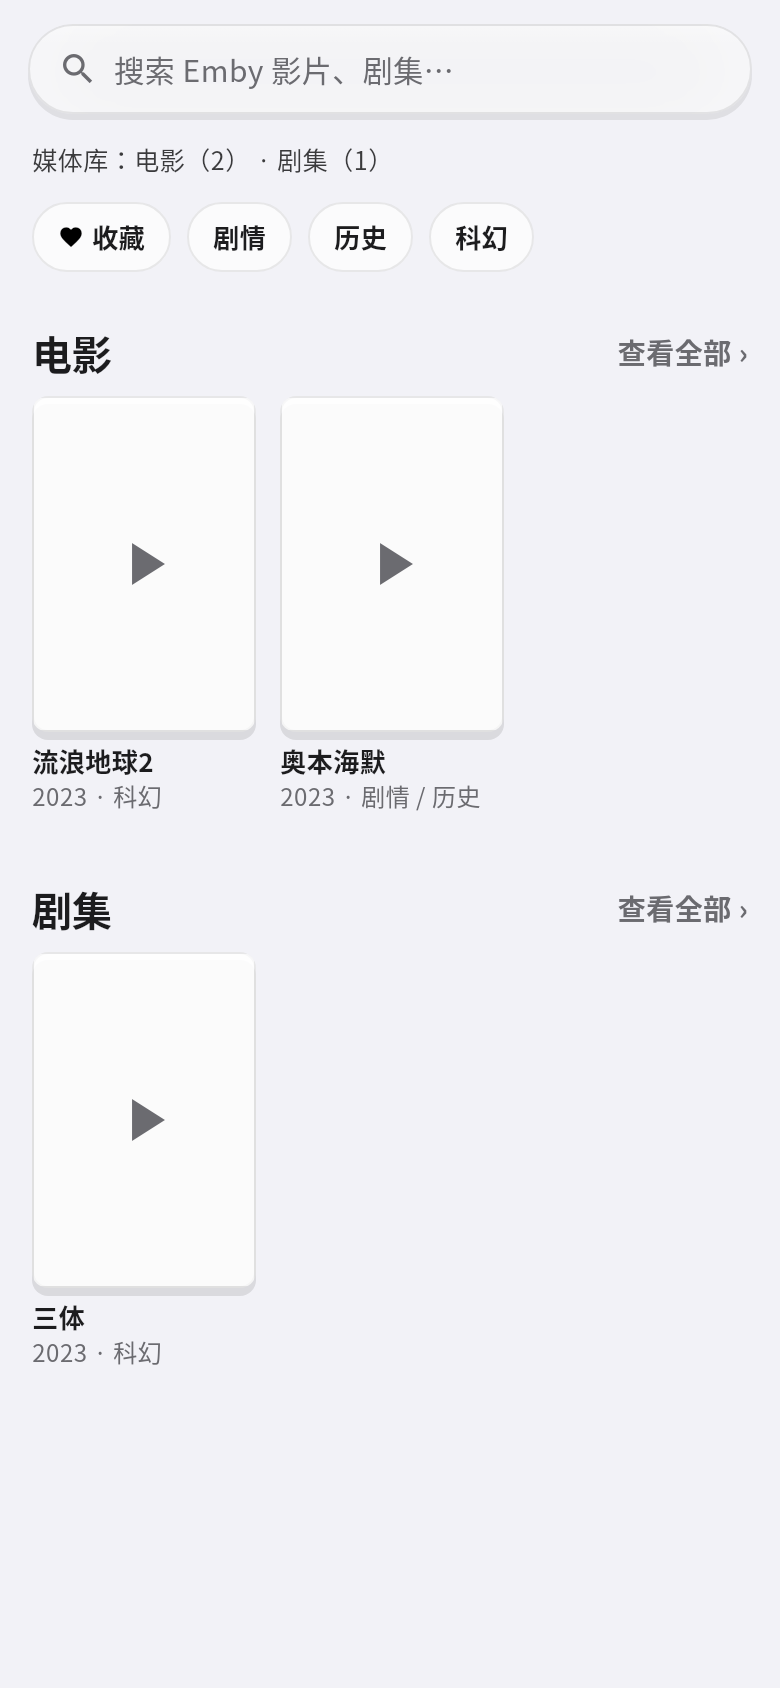 搜索 Emby 影片、剧集…
媒体库：电影（2） · 剧集（1）
收藏 剧情 历史 科幻
电影 查看全部 ›
流浪地球2 奥本海默
2023 · 科幻 2023 · 剧情 / 历史
剧集 查看全部 ›
三体
2023 · 科幻